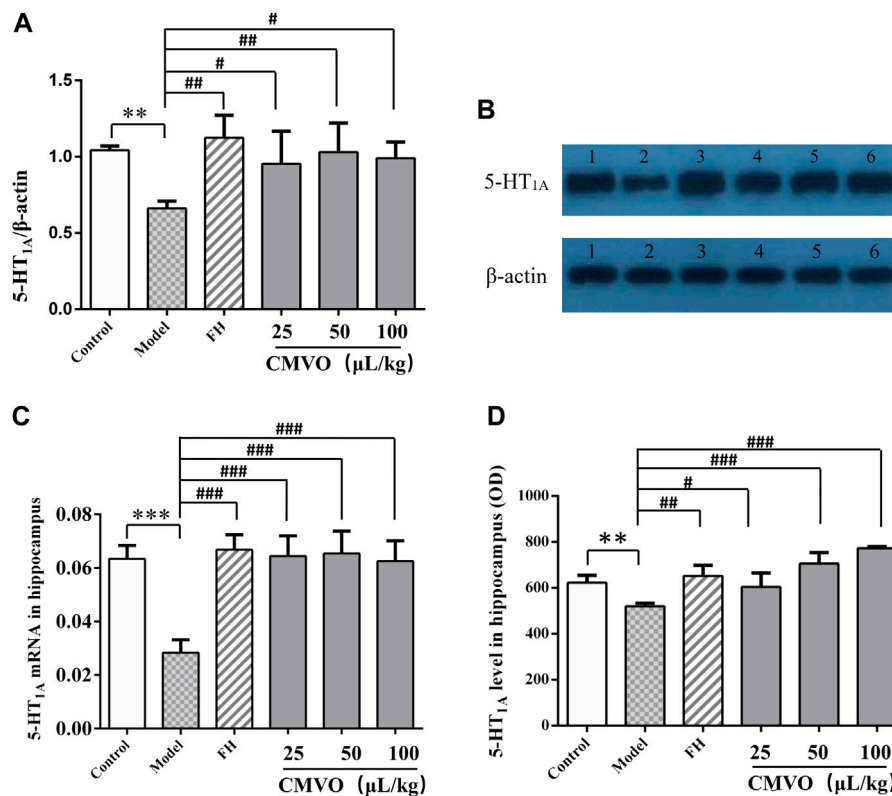 A
#
##
#
##
**
1.5
1.0
0.5
0.0
5-HT1A/β-actin
Control
Model
FH
25 50 100
CMVO (μL/kg)
B
1 2 3 4 5 6
5-HT1A
1 2 3 4 5 6
β-actin
C
###
###
###
###
***
0.08
0.06
0.04
0.02
0.00
5-HT1A mRNA in hippocampus
Control
Model
FH
25 50 100
CMVO (μL/kg)
D
###
###
#
##
**
1000
800
600
400
200
0
5-HT1A level in hippocampus (OD)
Control
Model
FH
25 50 100
CMVO (μL/kg)